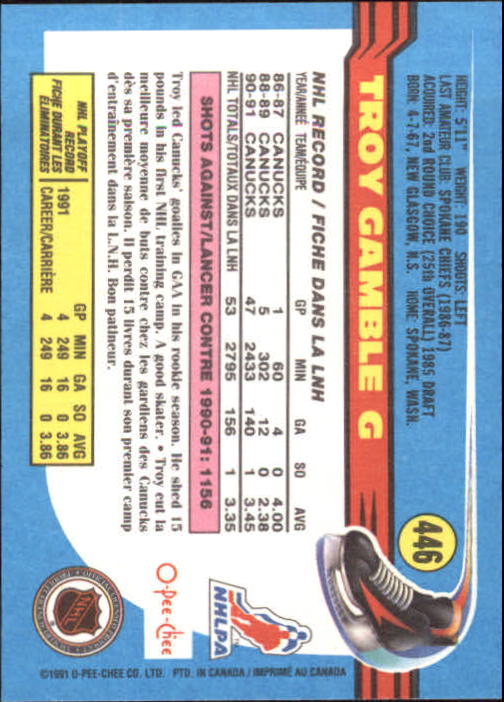 446
TROY GAMBLE G
HEIGHT: 5'11" WEIGHT: 190 SHOOTS: LEFT
LAST AMATEUR CLUB: SPOKANE CHIEFS (1986-87)
ACQUIRED: 2nd ROUND CHOICE (25th OVERALL) 1985 DRAFT
BORN: 4-7-67, NEW GLASGOW, N.S. HOME: SPOKANE, WASH.
NHL RECORD / FICHE DANS LA LNH
YEAR/ANNÉE TEAM/ÉQUIPE GP MIN GA SO AVG
86-87 CANUCKS 1 60 4 0 4.00
88-89 CANUCKS 5 302 12 0 2.38
90-91 CANUCKS 47 2433 140 1 3.45
NHL TOTALS/TOTAUX DANS LA LNH 53 2795 156 1 3.35
SHOTS AGAINST/LANCER CONTRE 1990-91: 1156
Troy led Canucks' goalies in GAA in his rookie season. He shed 15
pounds in his first NHL training camp. A good skater. • Troy eut la
meilleure moyenne de buts contre chez les gardiens des Canucks
dès sa première saison. Il perdit 15 livres durant son premier camp
d'entraînement dans la L.N.H. Bon patineur.
NHL PLAYOFF
RECORD
FICHE DURANT LES
ÉLIMINATOIRES
GP MIN GA SO AVG
1991 4 249 16 0 3.86
CAREER/CARRIÈRE 4 249 16 0 3.86
NHLPA
O-PEE-CHEE
NHL
©1991 O-PEE-CHEE CO. LTD. PTD. IN CANADA / IMPRIMÉ AU CANADA